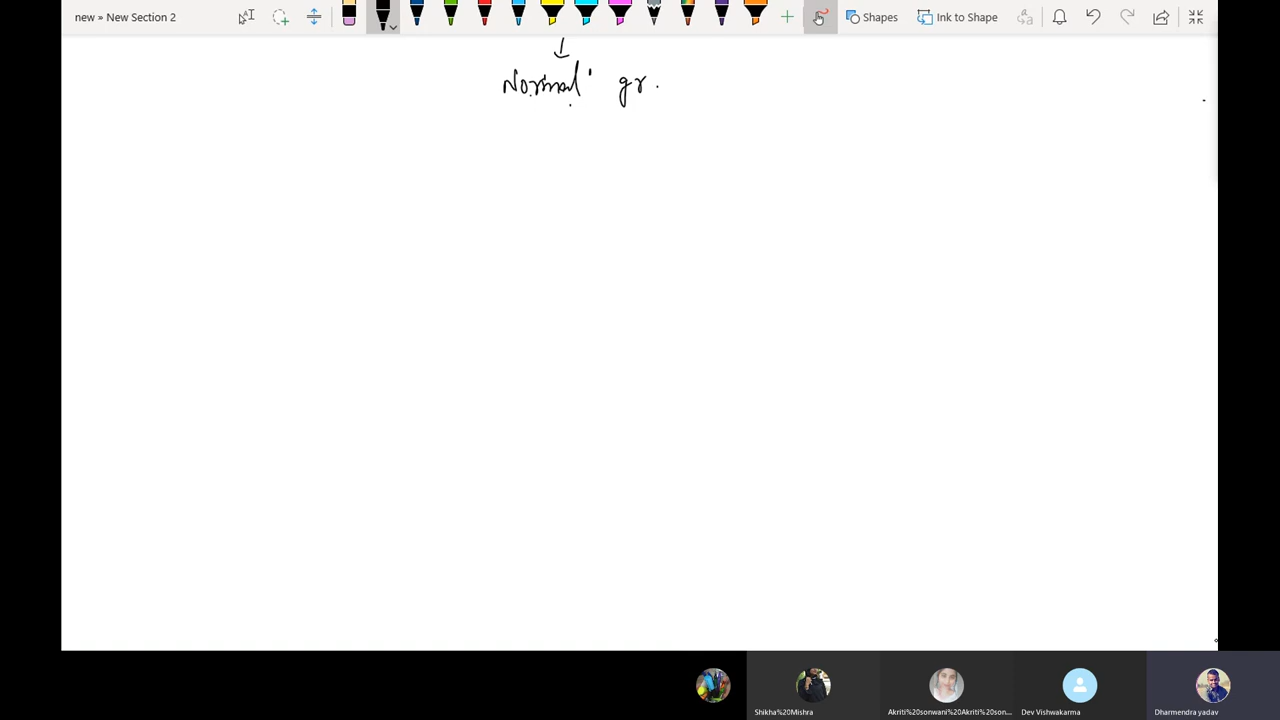 new » New Section 2
Shapes
Ink to Shape
↓
Normal gr.
Shikha%20Mishra
Akriti%20sonwani%20Akriti%20son...
Dev Vishwakarma
Dharmendra yadav